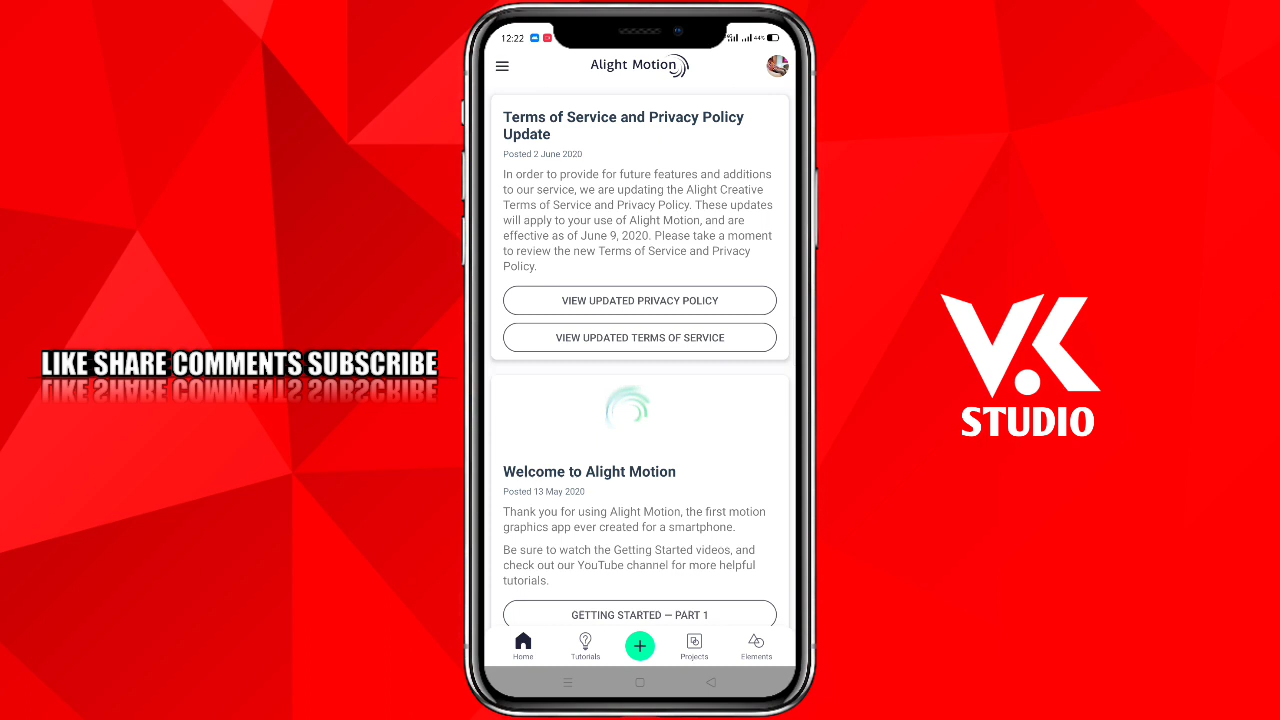 12:22
44%
Alight Motion
Terms of Service and Privacy Policy
Update
Posted 2 June 2020
In order to provide for future features and additions
to our service, we are updating the Alight Creative
Terms of Service and Privacy Policy. These updates
will apply to your use of Alight Motion, and are
effective as of June 9, 2020. Please take a moment
to review the new Terms of Service and Privacy
Policy.
VIEW UPDATED PRIVACY POLICY
VIEW UPDATED TERMS OF SERVICE
Welcome to Alight Motion
Posted 13 May 2020
Thank you for using Alight Motion, the first motion
graphics app ever created for a smartphone.
Be sure to watch the Getting Started videos, and
check out our YouTube channel for more helpful
tutorials.
GETTING STARTED — PART 1
Home
Tutorials
Projects
Elements
LIKE SHARE COMMENTS SUBSCRIBE
VK
STUDIO